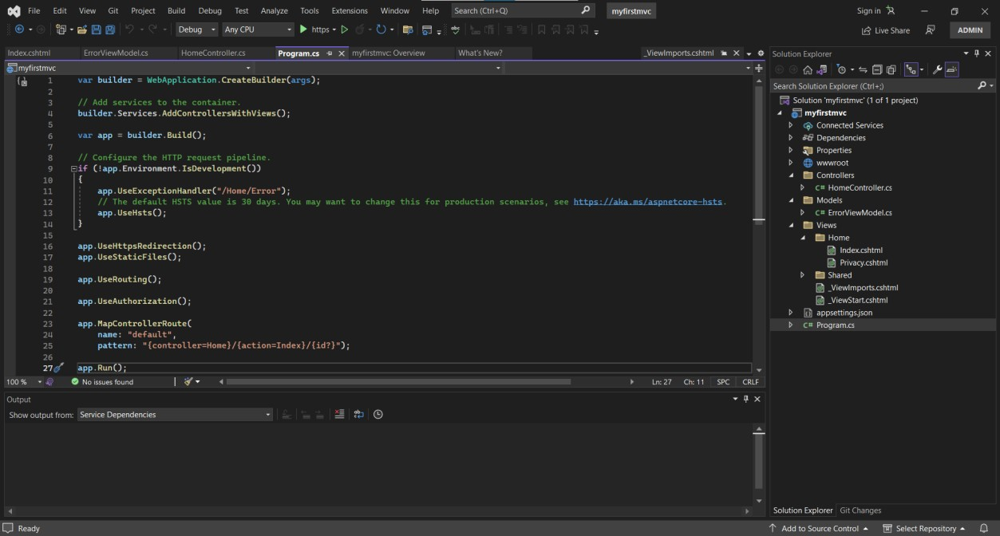 File Edit View Git Project Build Debug Test Analyze Tools Extensions Window Help Search (Ctrl+Q) myfirstmvc Sign in
Debug Any CPU https Live Share ADMIN
Index.cshtml ErrorViewModel.cs HomeController.cs Program.cs myfirstmvc: Overview What's New? _ViewImports.cshtml
myfirstmvc
1 var builder = WebApplication.CreateBuilder(args);
2
3 // Add services to the container.
4 builder.Services.AddControllersWithViews();
5
6 var app = builder.Build();
7
8 // Configure the HTTP request pipeline.
9 if (!app.Environment.IsDevelopment())
10 {
11 app.UseExceptionHandler("/Home/Error");
12 // The default HSTS value is 30 days. You may want to change this for production scenarios, see https://aka.ms/aspnetcore-hsts.
13 app.UseHsts();
14 }
15
16 app.UseHttpsRedirection();
17 app.UseStaticFiles();
18
19 app.UseRouting();
20
21 app.UseAuthorization();
22
23 app.MapControllerRoute(
24 name: "default",
25 pattern: "{controller=Home}/{action=Index}/{id?}");
26
27 app.Run();
100 % No issues found Ln: 27 Ch: 11 SPC CRLF
Output
Show output from: Service Dependencies
Solution Explorer
Search Solution Explorer (Ctrl+;)
Solution 'myfirstmvc' (1 of 1 project)
myfirstmvc
Connected Services
Dependencies
Properties
wwwroot
Controllers
C# HomeController.cs
Models
C# ErrorViewModel.cs
Views
Home
Index.cshtml
Privacy.cshtml
Shared
_ViewImports.cshtml
_ViewStart.cshtml
appsettings.json
C# Program.cs
Solution Explorer Git Changes
Ready Add to Source Control Select Repository